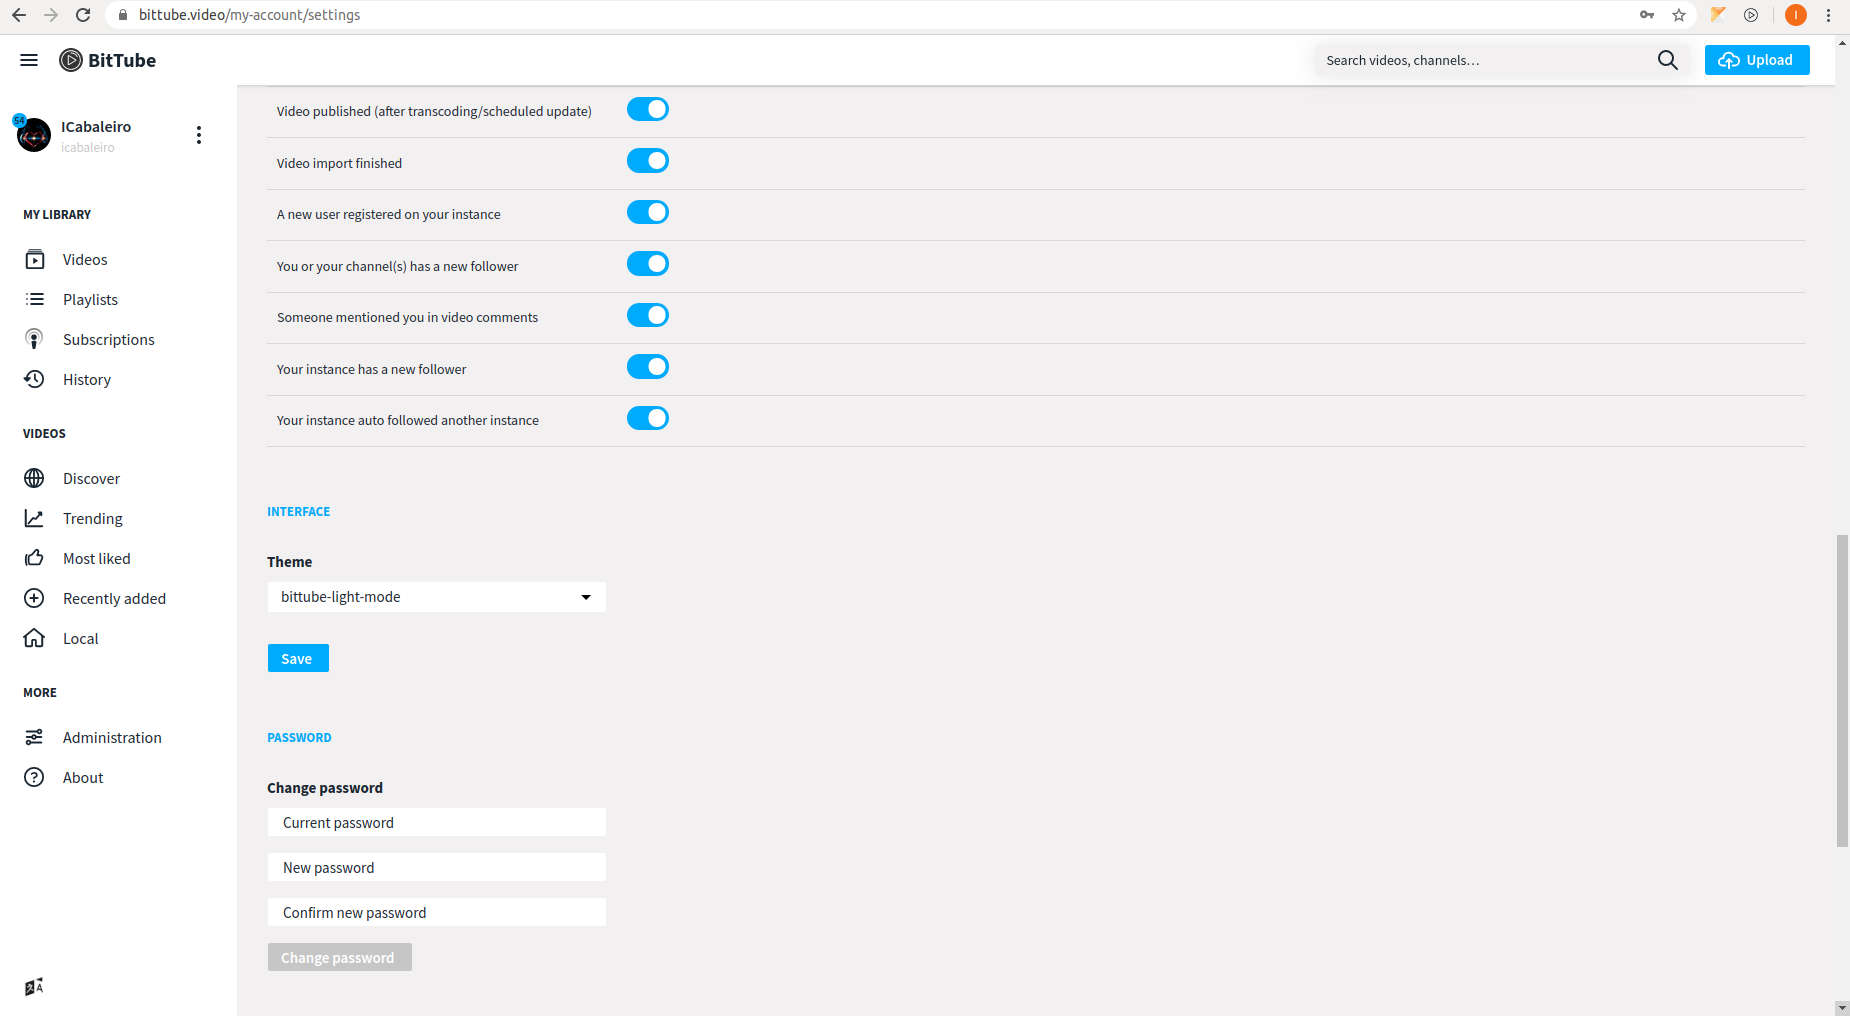 bittube.video/my-account/settings
I
BitTube
Search videos, channels...
Upload
54
ICabaleiro
icabaleiro
MY LIBRARY
Videos
Playlists
Subscriptions
History
VIDEOS
Discover
Trending
Most liked
Recently added
Local
MORE
Administration
About
Video published (after transcoding/scheduled update)
Video import finished
A new user registered on your instance
You or your channel(s) has a new follower
Someone mentioned you in video comments
Your instance has a new follower
Your instance auto followed another instance
INTERFACE
Theme
bittube-light-mode
Save
PASSWORD
Change password
Current password
New password
Confirm new password
Change password